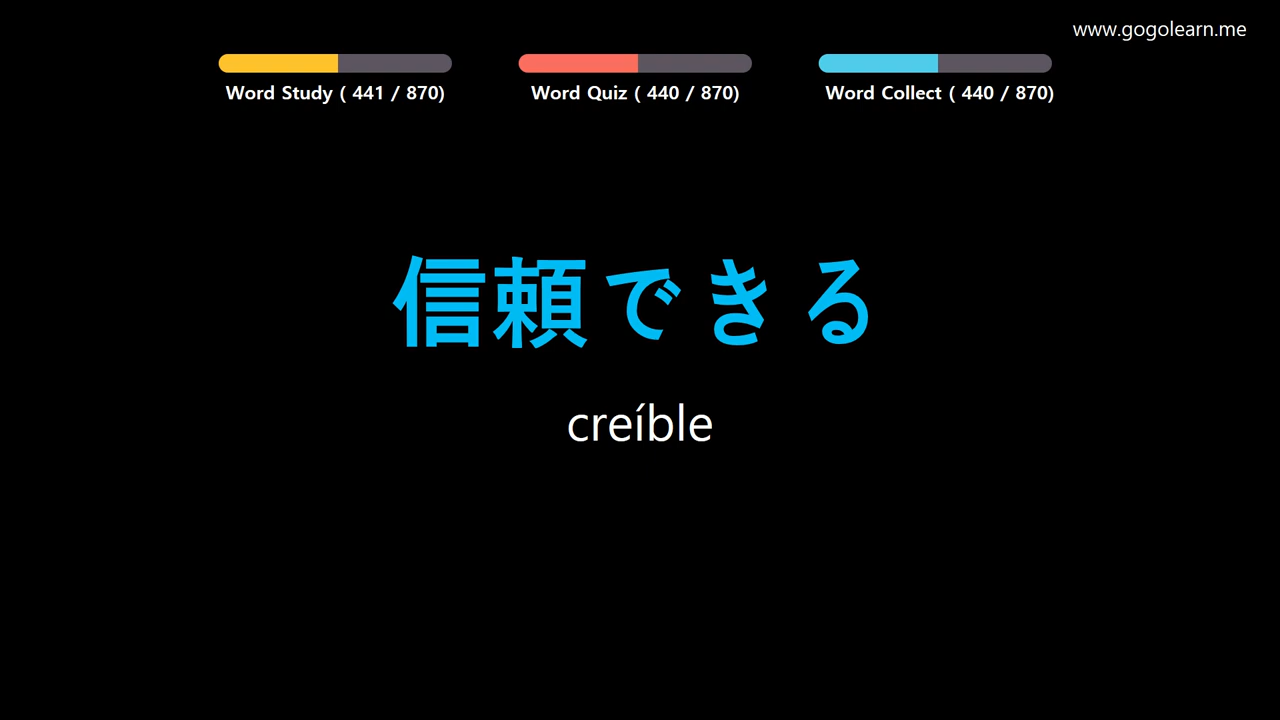 www.gogolearn.me
Word Study ( 441 / 870)
Word Quiz ( 440 / 870)
Word Collect ( 440 / 870)
信頼できる
creíble